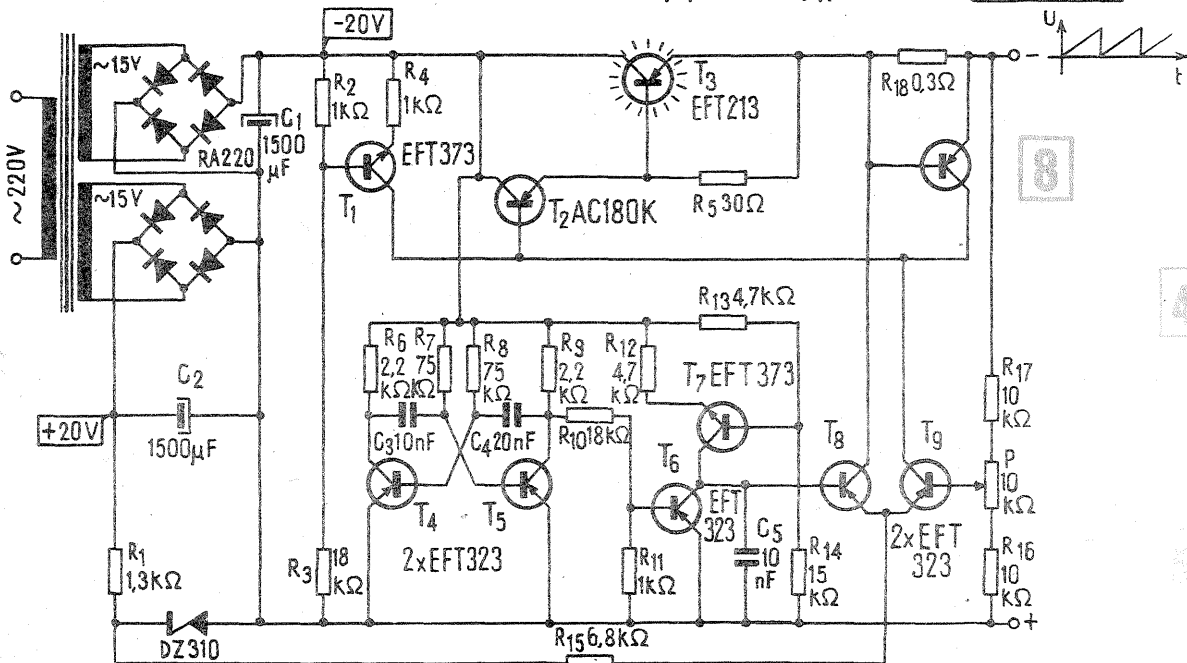 -20V
U
t
~15V
R2
1kΩ
R4
1kΩ
T3
EFT213
R18 0,3Ω
C1
1500
µF
RA220
EFT373
T1
T2 AC180K
R5 30Ω
8
~220V
~15V
4
R13 4,7kΩ
R6
2,2
kΩ
R7
75
kΩ
R8
75
kΩ
R9
2,2
kΩ
R12
4,7
kΩ
T7 EFT373
R17
10
kΩ
C2
1500µF
+20V
C3 10nF
C4 20nF
R10 18kΩ
T6
T8
T9
P
10
kΩ
T4
T5
EFT
323
C5
10
nF
2xEFT323
R1
1,3kΩ
R3
18
kΩ
R11
1kΩ
R14
15
kΩ
2xEFT
323
R16
10
kΩ
DZ310
R15 6,8kΩ
-
+